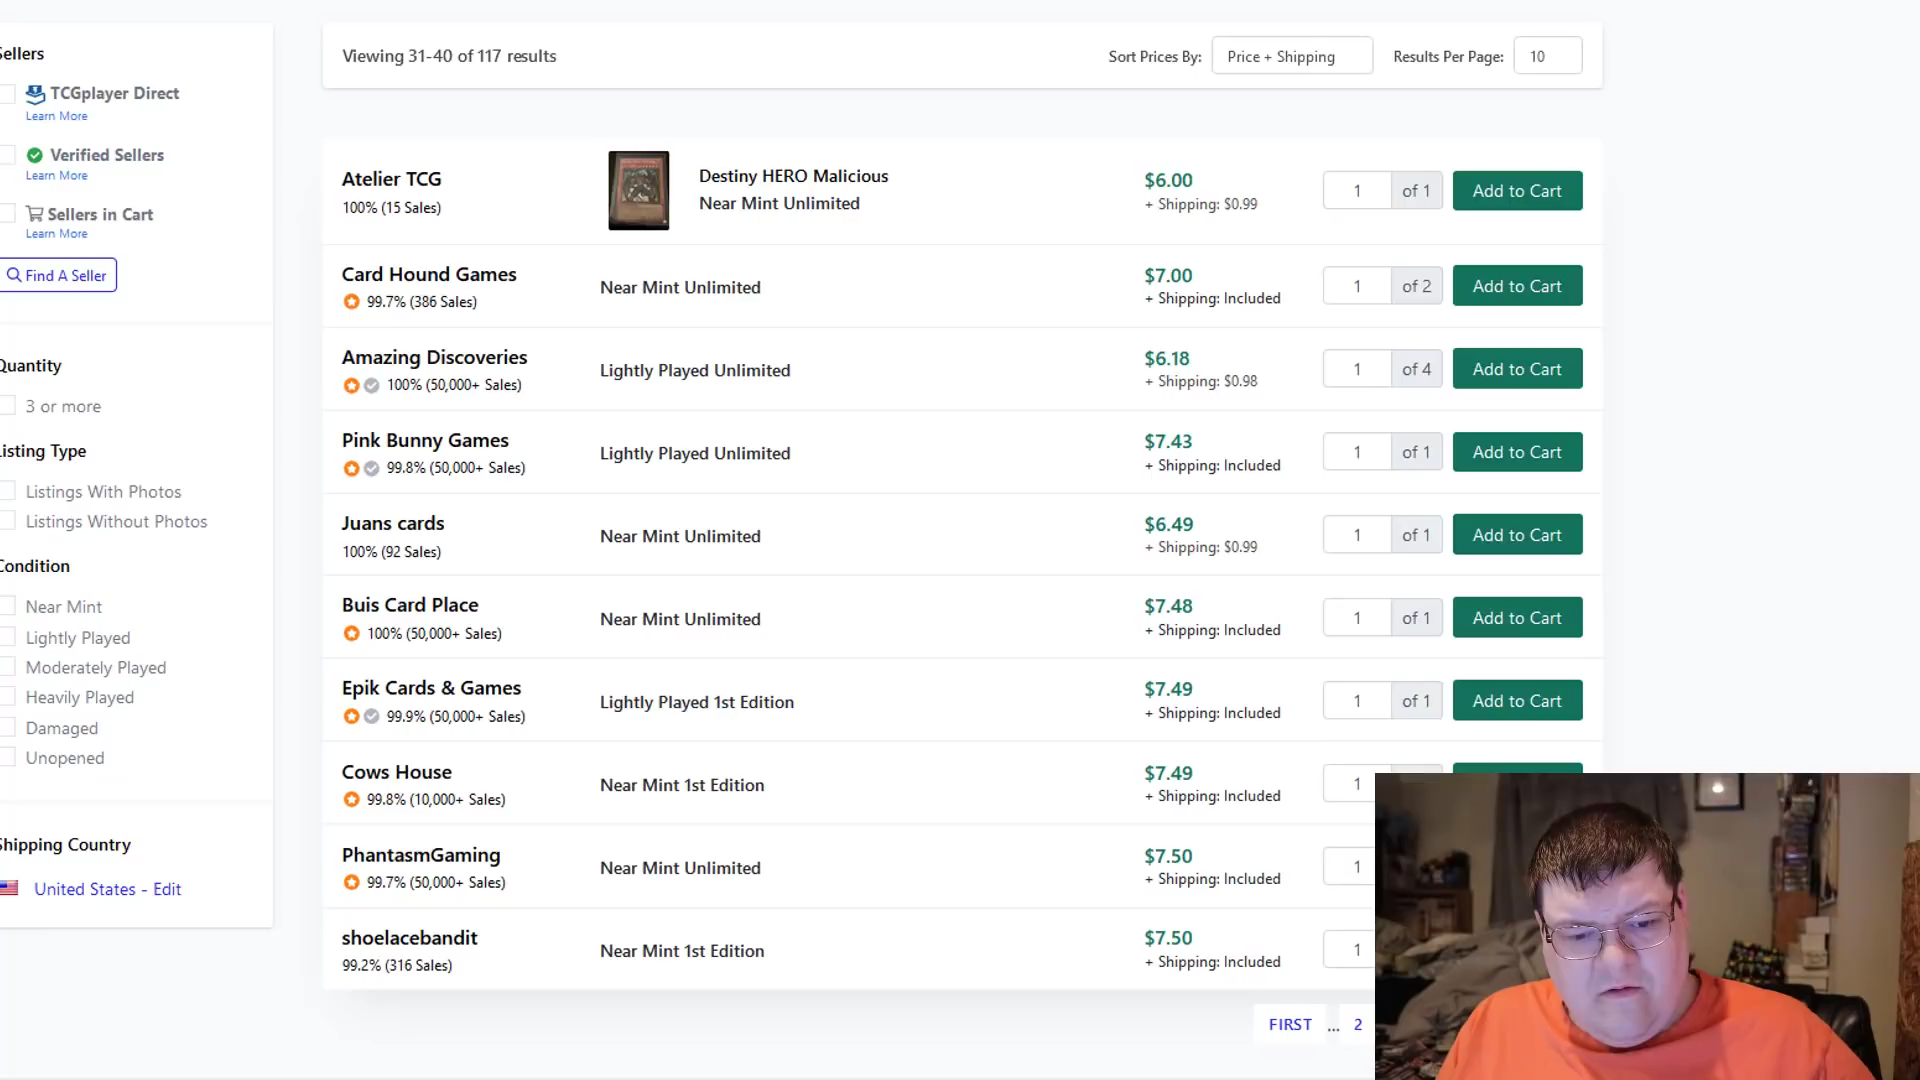 Sellers
TCGplayer Direct
Learn More
Verified Sellers
Learn More
Sellers in Cart
Learn More
Find A Seller
Quantity
3 or more
Listing Type
Listings With Photos
Listings Without Photos
Condition
Near Mint
Lightly Played
Moderately Played
Heavily Played
Damaged
Unopened
Shipping Country
United States - Edit
Viewing 31-40 of 117 results
Sort Prices By: Price + Shipping Results Per Page: 10
Atelier TCG
100% (15 Sales)
Destiny HERO Malicious
Near Mint Unlimited
$6.00
+ Shipping: $0.99
1 of 1 Add to Cart
Card Hound Games
99.7% (386 Sales)
Near Mint Unlimited
$7.00
+ Shipping: Included
1 of 2 Add to Cart
Amazing Discoveries
100% (50,000+ Sales)
Lightly Played Unlimited
$6.18
+ Shipping: $0.98
1 of 4 Add to Cart
Pink Bunny Games
99.8% (50,000+ Sales)
Lightly Played Unlimited
$7.43
+ Shipping: Included
1 of 1 Add to Cart
Juans cards
100% (92 Sales)
Near Mint Unlimited
$6.49
+ Shipping: $0.99
1 of 1 Add to Cart
Buis Card Place
100% (50,000+ Sales)
Near Mint Unlimited
$7.48
+ Shipping: Included
1 of 1 Add to Cart
Epik Cards & Games
99.9% (50,000+ Sales)
Lightly Played 1st Edition
$7.49
+ Shipping: Included
1 of 1 Add to Cart
Cows House
99.8% (10,000+ Sales)
Near Mint 1st Edition
$7.49
+ Shipping: Included
1
PhantasmGaming
99.7% (50,000+ Sales)
Near Mint Unlimited
$7.50
+ Shipping: Included
1
shoelacebandit
99.2% (316 Sales)
Near Mint 1st Edition
$7.50
+ Shipping: Included
1
FIRST ... 2